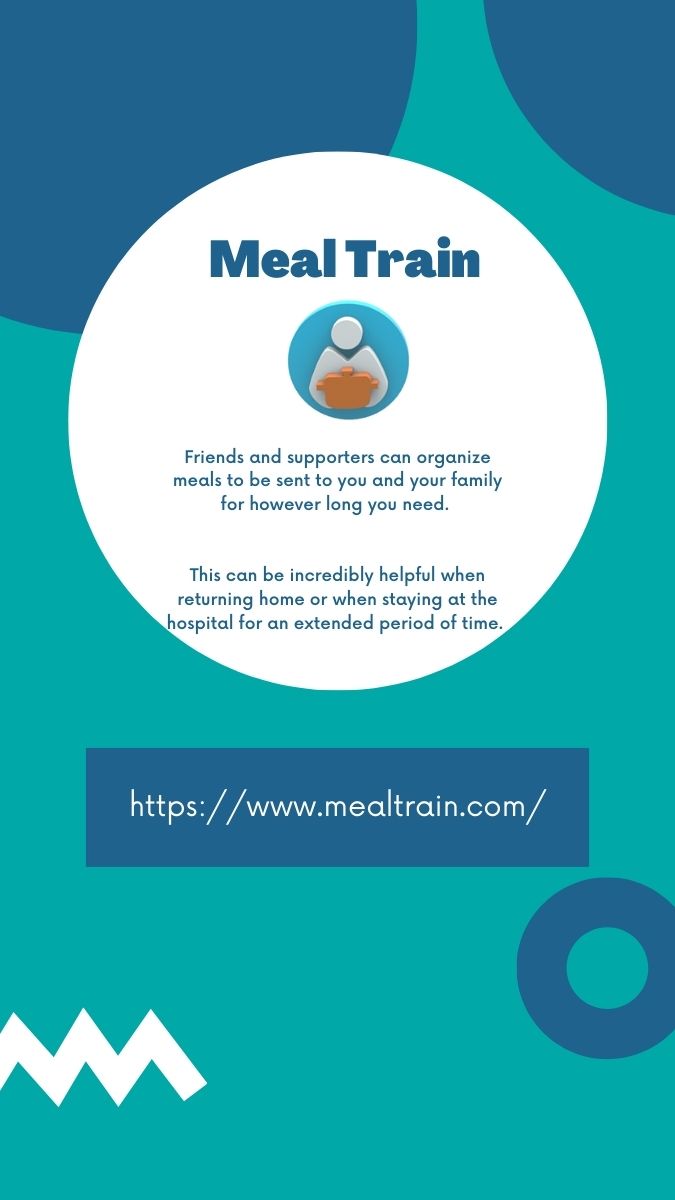 Meal Train
Friends and supporters can organize
meals to be sent to you and your family
for however long you need.
This can be incredibly helpful when
returning home or when staying at the
hospital for an extended period of time.
https://www.mealtrain.com/